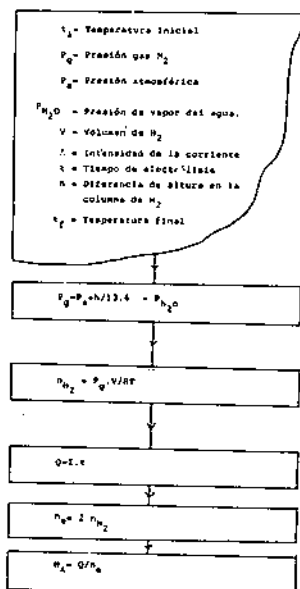 t_i = Temperatura inicial
P_g = Presión gas H_2
P_a = Presión atmosférica
P_H2O = Presión de vapor del agua.
V = Volumen de H_2
A = Intensidad de la corriente
t = Tiempo de electrólisis
h = Diferencia de altura en la
columna de H_2
t_f = Temperatura final
P_g=P_a+h/13.6 - P_H2O
n_H2 = P_g.V/RT
Q=I.t
n_e= 2 n_H2
N_A= Q/n_e